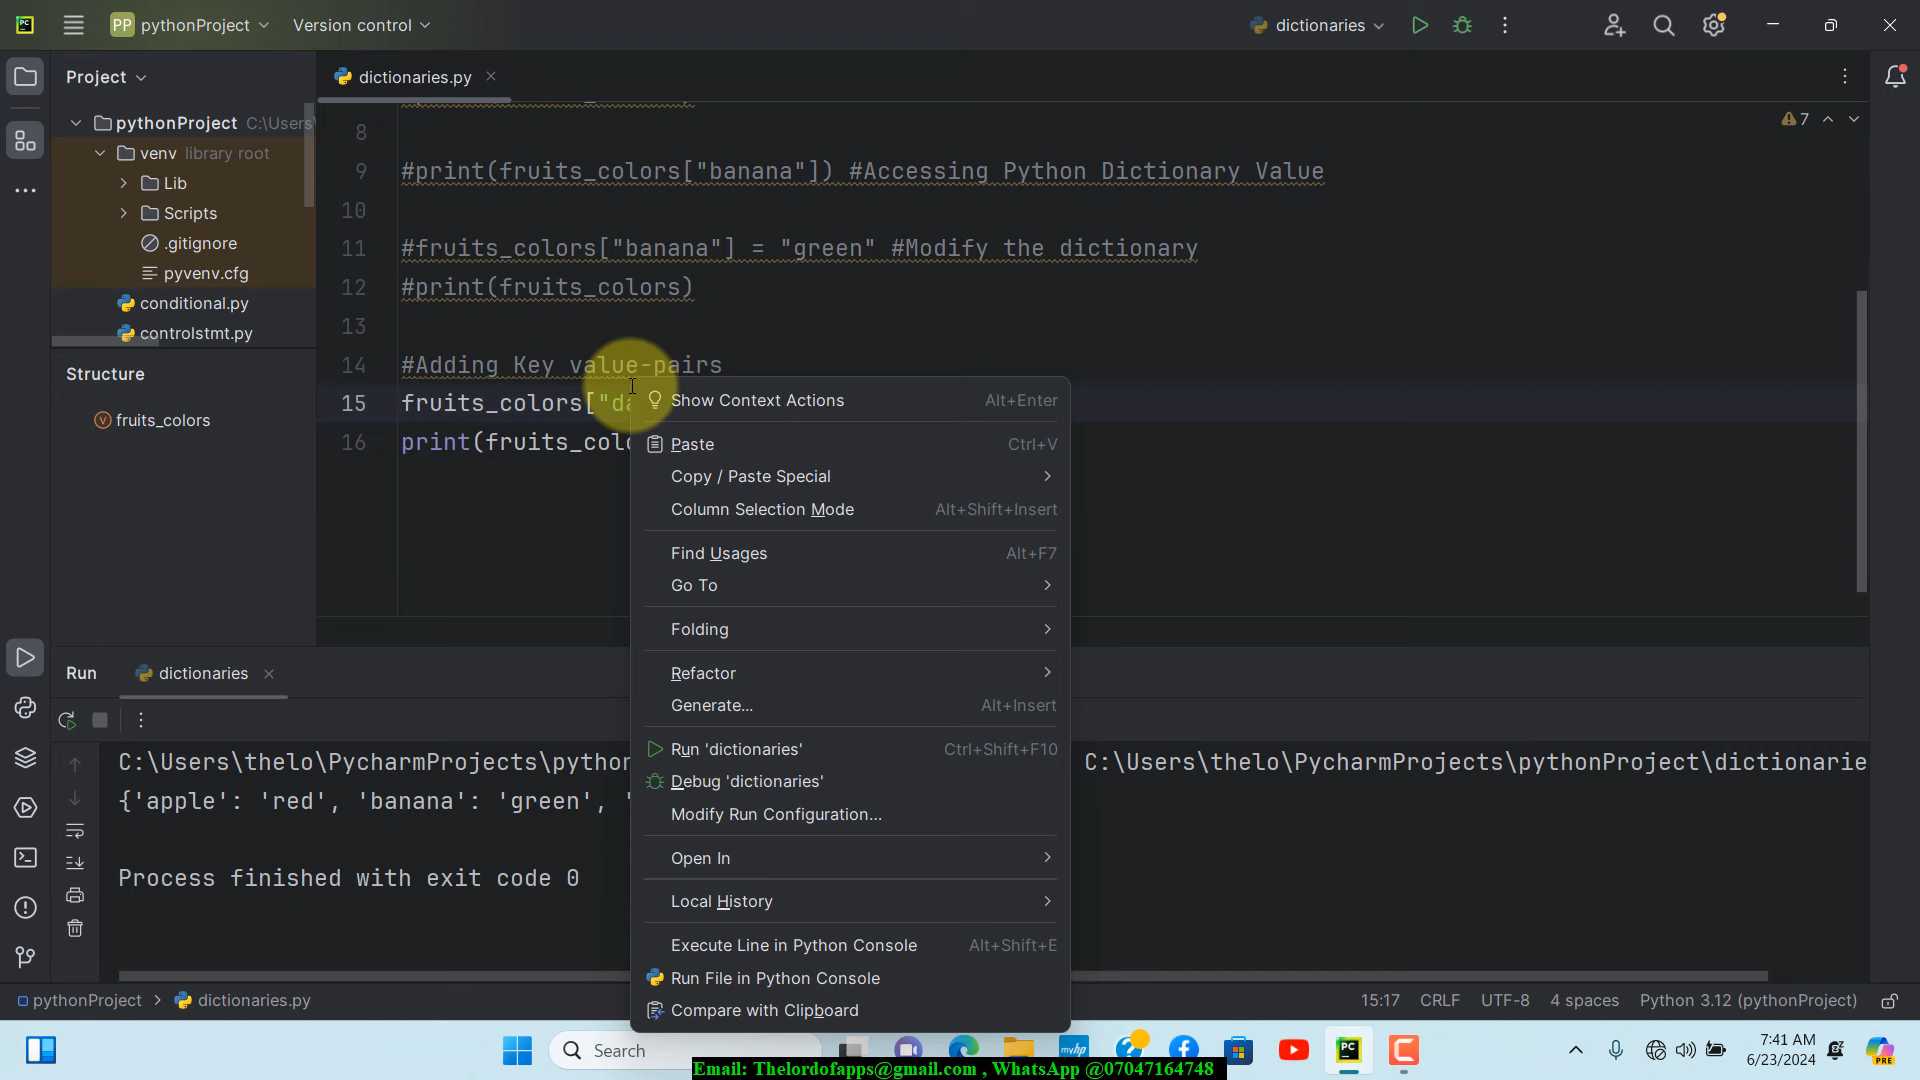 PP pythonProject Version control dictionaries
Project dictionaries.py
pythonProject C:\Users\
venv library root
Lib
Scripts
.gitignore
pyvenv.cfg
conditional.py
controlstmt.py
Structure
fruits_colors
7
8
9 #print(fruits_colors["banana"]) #Accessing Python Dictionary Value
10
11 #fruits_colors["banana"] = "green" #Modify the dictionary
12 #print(fruits_colors)
13
14 #Adding Key value-pairs
15 fruits_colors["da
16 print(fruits_colo
Show Context Actions Alt+Enter
Paste Ctrl+V
Copy / Paste Special
Column Selection Mode Alt+Shift+Insert
Find Usages Alt+F7
Go To
Folding
Refactor
Generate... Alt+Insert
Run 'dictionaries' Ctrl+Shift+F10
Debug 'dictionaries'
Modify Run Configuration...
Open In
Local History
Execute Line in Python Console Alt+Shift+E
Run File in Python Console
Compare with Clipboard
Run dictionaries
C:\Users\thelo\PycharmProjects\python C:\Users\thelo\PycharmProjects\pythonProject\dictionarie
{'apple': 'red', 'banana': 'green', '
Process finished with exit code 0
pythonProject dictionaries.py 15:17 CRLF UTF-8 4 spaces Python 3.12 (pythonProject)
Search myhp 7:41 AM
6/23/2024 PRE
Email: Thelordofapps@gmail.com , WhatsApp @07047164748